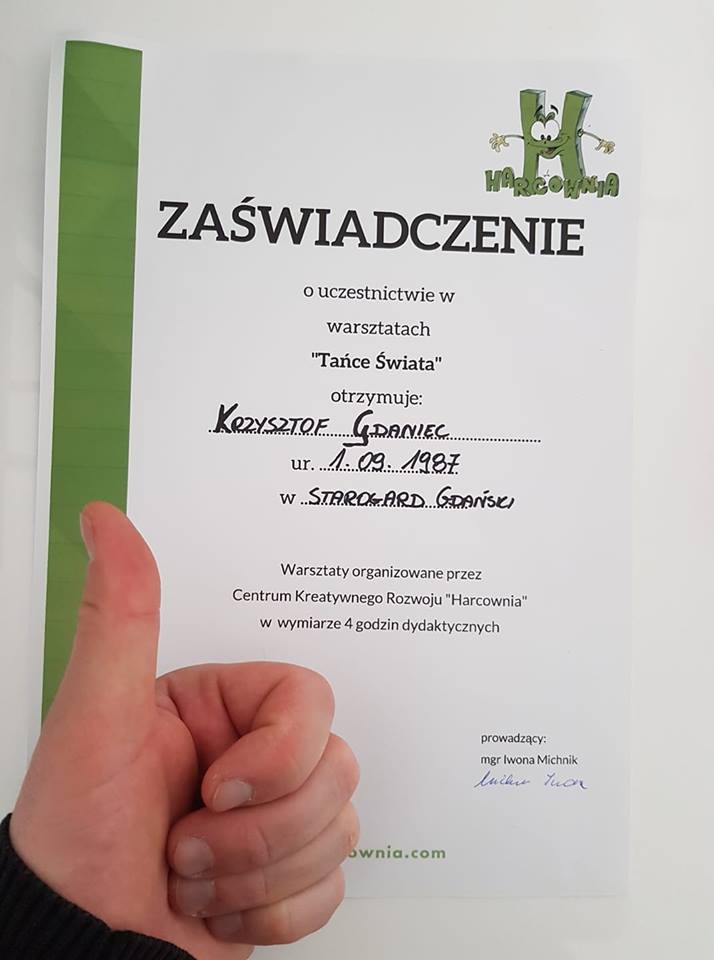 HARCOWNIA
ZAŚWIADCZENIE
o uczestnictwie w
warsztatach
"Tańce Świata"
otrzymuje:
KRZYSZTOF GDANIEC
ur. 1.09.1987
w STAROGARD GDAŃSKI
Warsztaty organizowane przez
Centrum Kreatywnego Rozwoju "Harcownia"
w wymiarze 4 godzin dydaktycznych
prowadzący:
mgr Iwona Michnik
ownia.com